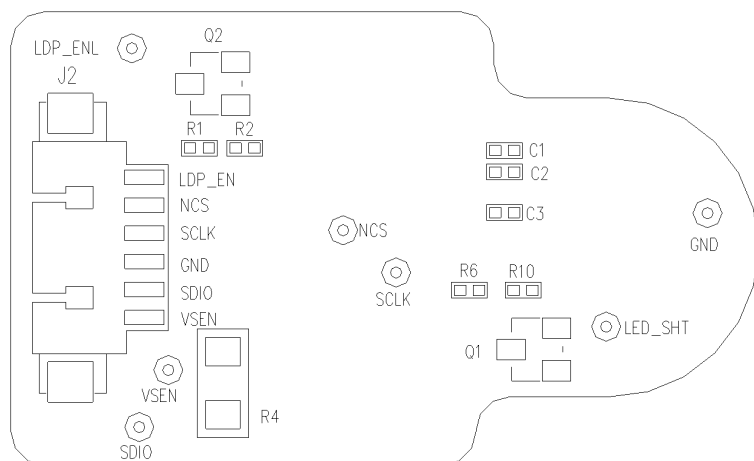 Q2
LDP_ENL
J2
R1
R2
C1
C2
LDP_EN
NCS
C3
SCLK
NCS
GND
GND
R6
R10
SDIO
SCLK
VSEN
LED_SHT
Q1
VSEN
R4
SDIO